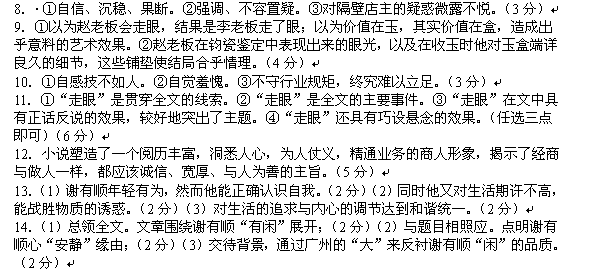 8. ·①自信、沉稳、果断。②强调、不容置疑。③对隔壁店主的疑惑微露不悦。(3分)↵
9. ①以为赵老板会走眼，结果是李老板走了眼；以为价值在玉，其实价值在盒，造成出
乎意料的艺术效果。②赵老板在钧瓷鉴定中表现出来的眼光，以及在收玉时他对玉盒端详
良久的细节，这些铺垫使结局合乎情理。(4分)↵
10. ①自感技不如人。②自觉羞愧。③不守行业规矩，终究难以立足。(3分)↵
11. ①“走眼”是贯穿全文的线索。②“走眼”是全文的主要事件。③“走眼”在文中具
有正话反说的效果，较好地突出了主题。④“走眼”还具有巧设悬念的效果。(任选三点
即可)(6分)↵
12. 小说塑造了一个阅历丰富，洞悉人心，为人仗义，精通业务的商人形象，揭示了经商
与做人一样，都应该诚信、宽厚、与人为善的主旨。(5分)↵
13.(1)谢有顺年轻有为，然而他能正确认识自我。(2分)(2)同时他又对生活期许不高，
能战胜物质的诱惑。(2分)(3)对生活的追求与内心的调节达到和谐统一。(2分)↵
14.(1)总领全文。文章围绕谢有顺“有闲”展开；(2分)(2)与题目相照应。点明谢有
顺心“安静”缘由；(2分)(3)交待背景，通过广州的“大”来反衬谢有顺“闲”的品质。
(2分)↵